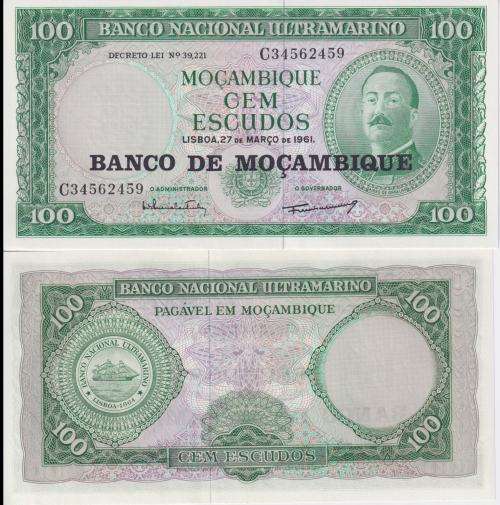 100 BANCO NACIONAL ULTRAMARINO 100
DECRETO-LEI Nº 39,221 C34562459
MOÇAMBIQUE
CEM
ESCUDOS
LISBOA, 27 DE MARÇO DE 1961.
BANCO DE MOÇAMBIQUE
C34562459 O ADMINISTRADOR O GOVERNADOR
100 100
BANCO NACIONAL ULTRAMARINO
100 PAGÁVEL EM MOÇAMBIQUE 100
BANCO NACIONAL ULTRAMARINO
LISBOA-1864
100 100
CEM ESCUDOS